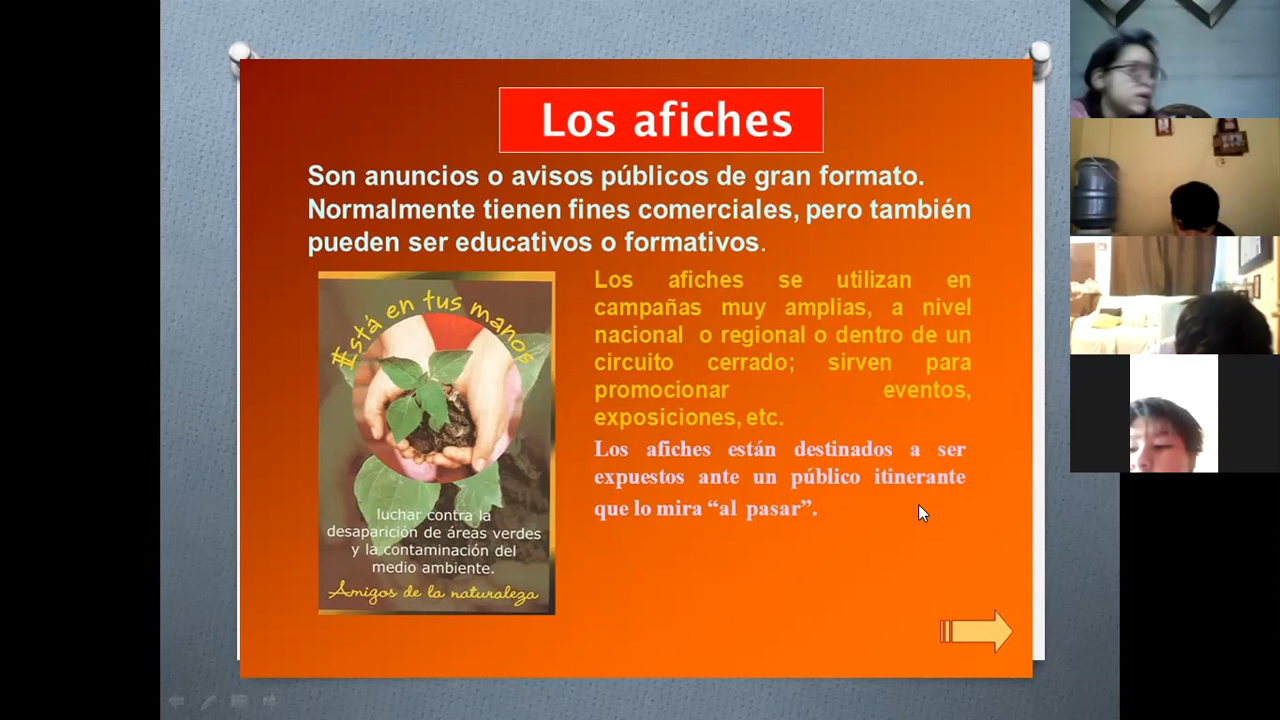 Los afiches
Son anuncios o avisos públicos de gran formato.
Normalmente tienen fines comerciales, pero también
pueden ser educativos o formativos.
Está en tus manos
luchar contra la
desaparición de áreas verdes
y la contaminación del
medio ambiente.
Amigos de la naturaleza
Los afiches se utilizan en
campañas muy amplias, a nivel
nacional o regional o dentro de un
circuito cerrado; sirven para
promocionar eventos,
exposiciones, etc.
Los afiches están destinados a ser
expuestos ante un público itinerante
que lo mira “al pasar”.